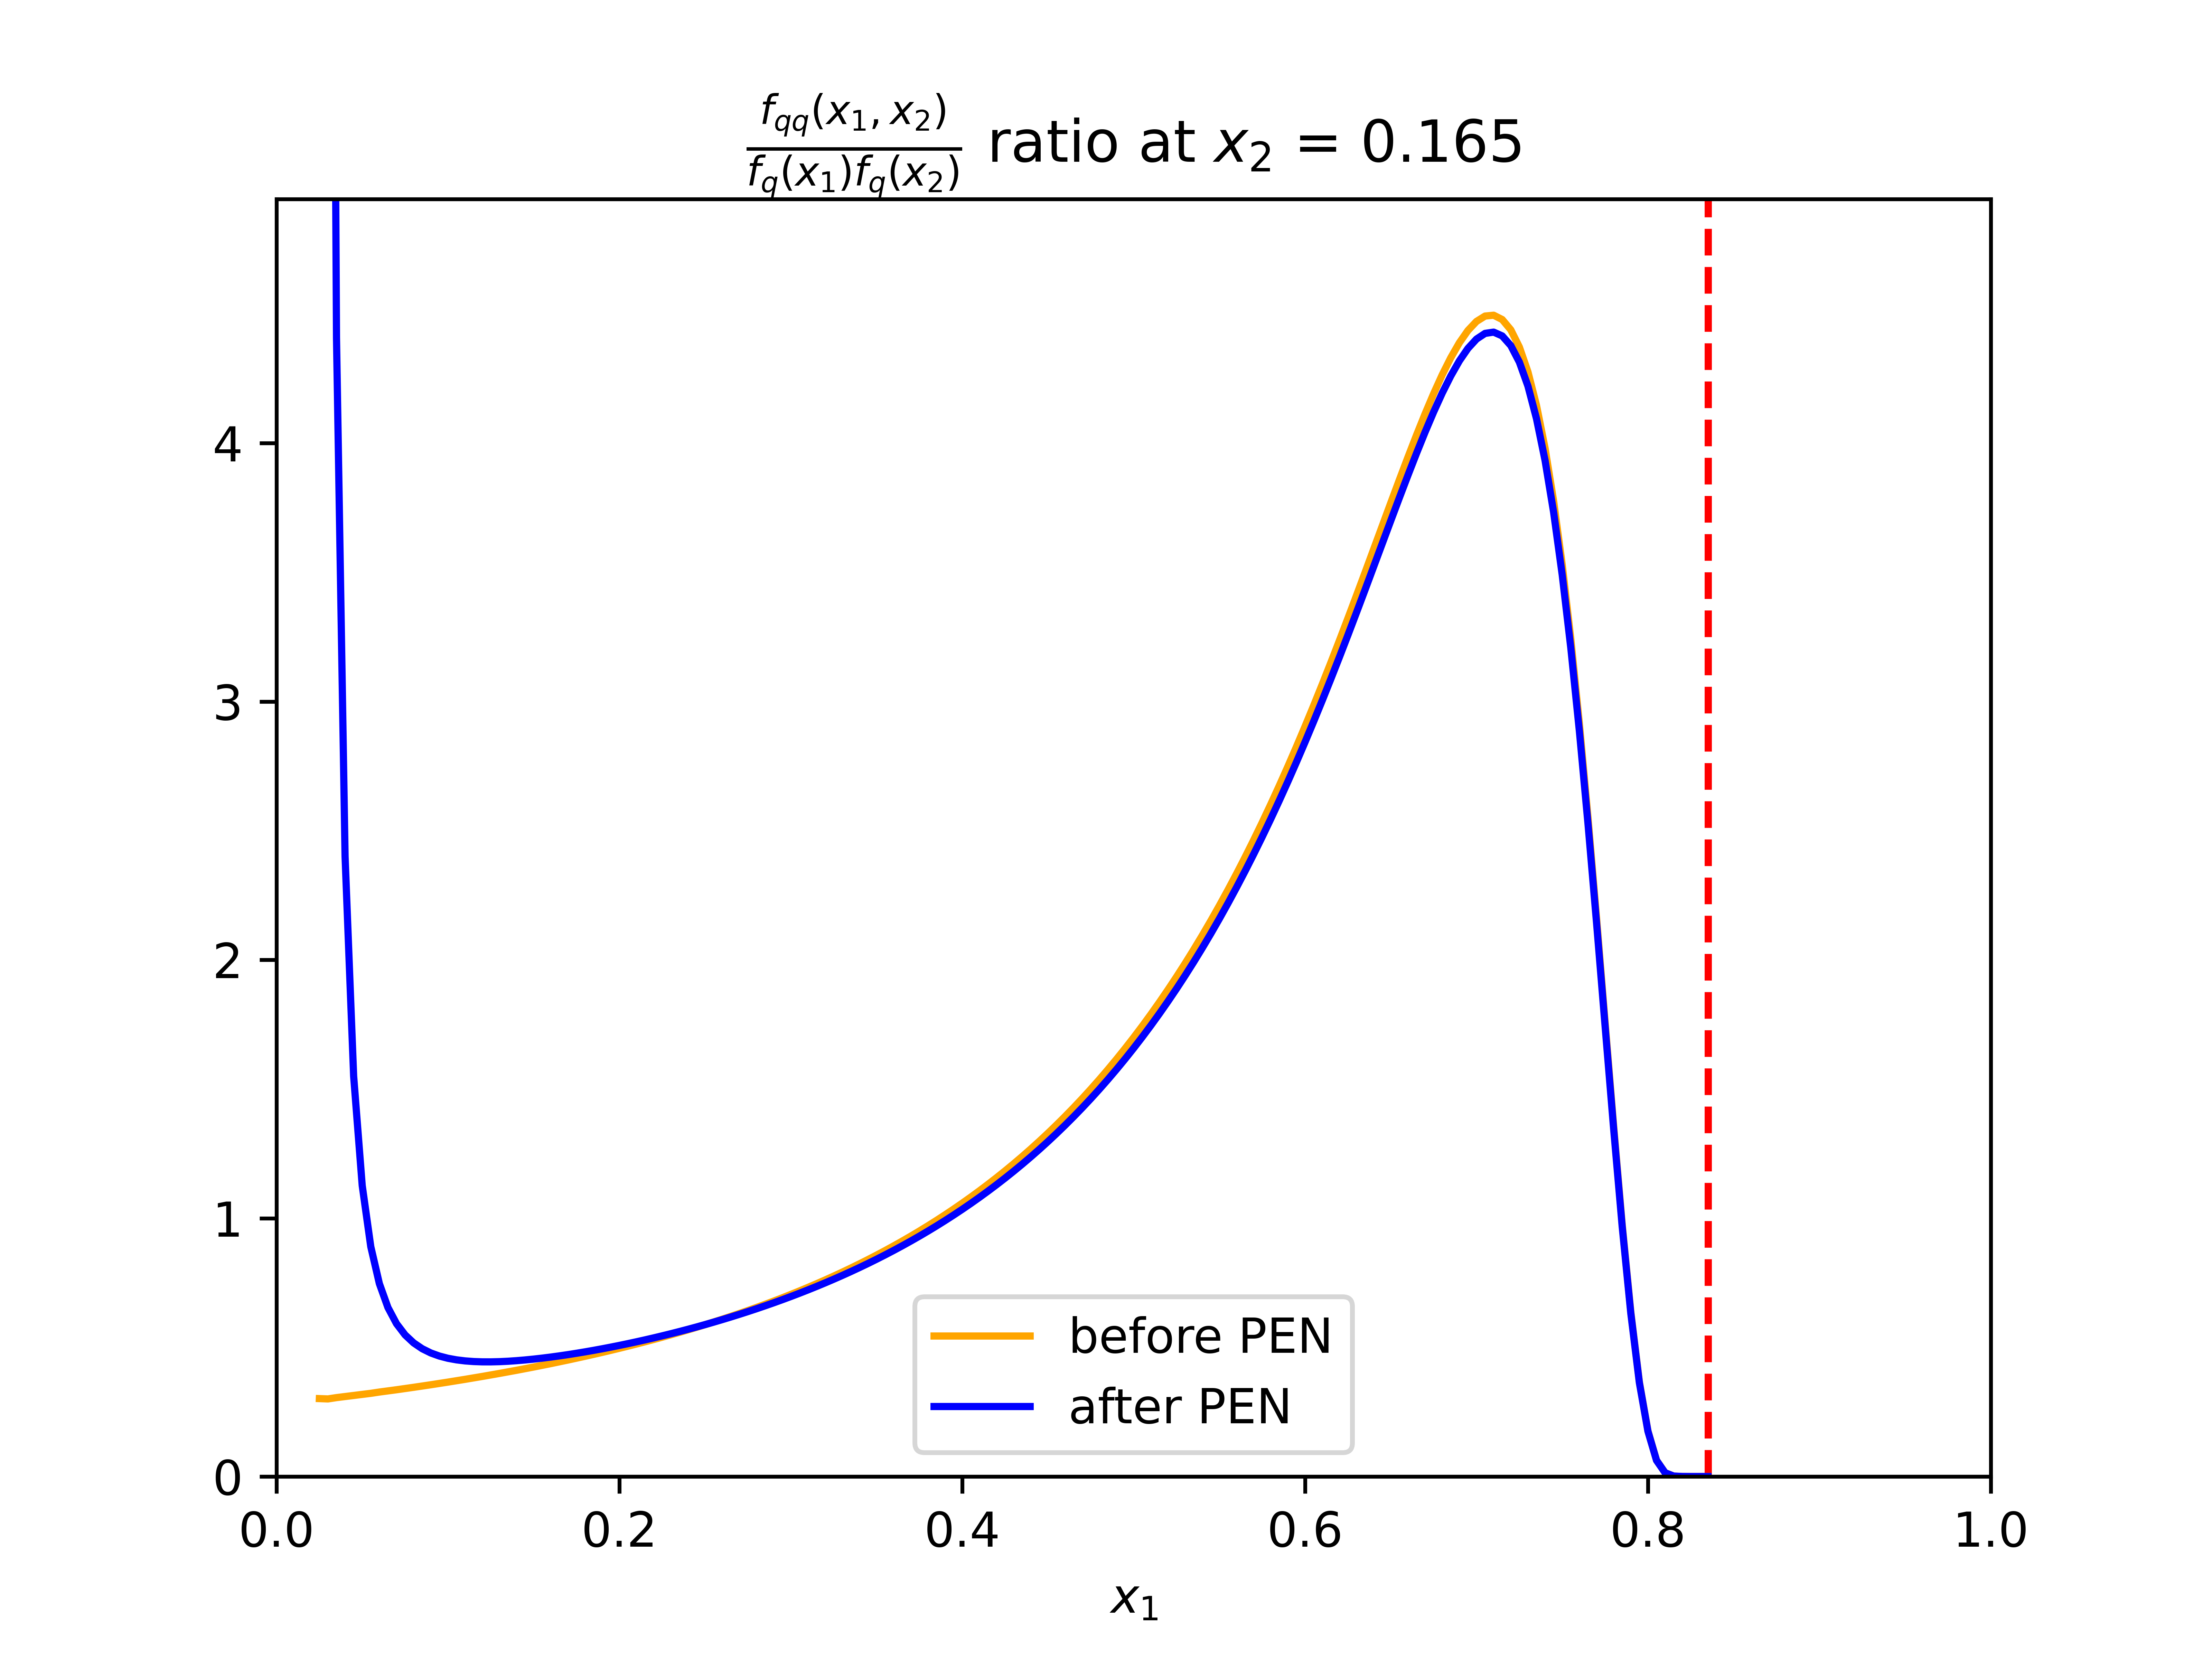 f_qq(x_1, x_2) / f_q(x_1)f_q(x_2) ratio at x_2 = 0.165
4
3
2
1
0
before PEN
after PEN
0.0 0.2 0.4 0.6 0.8 1.0
x_1